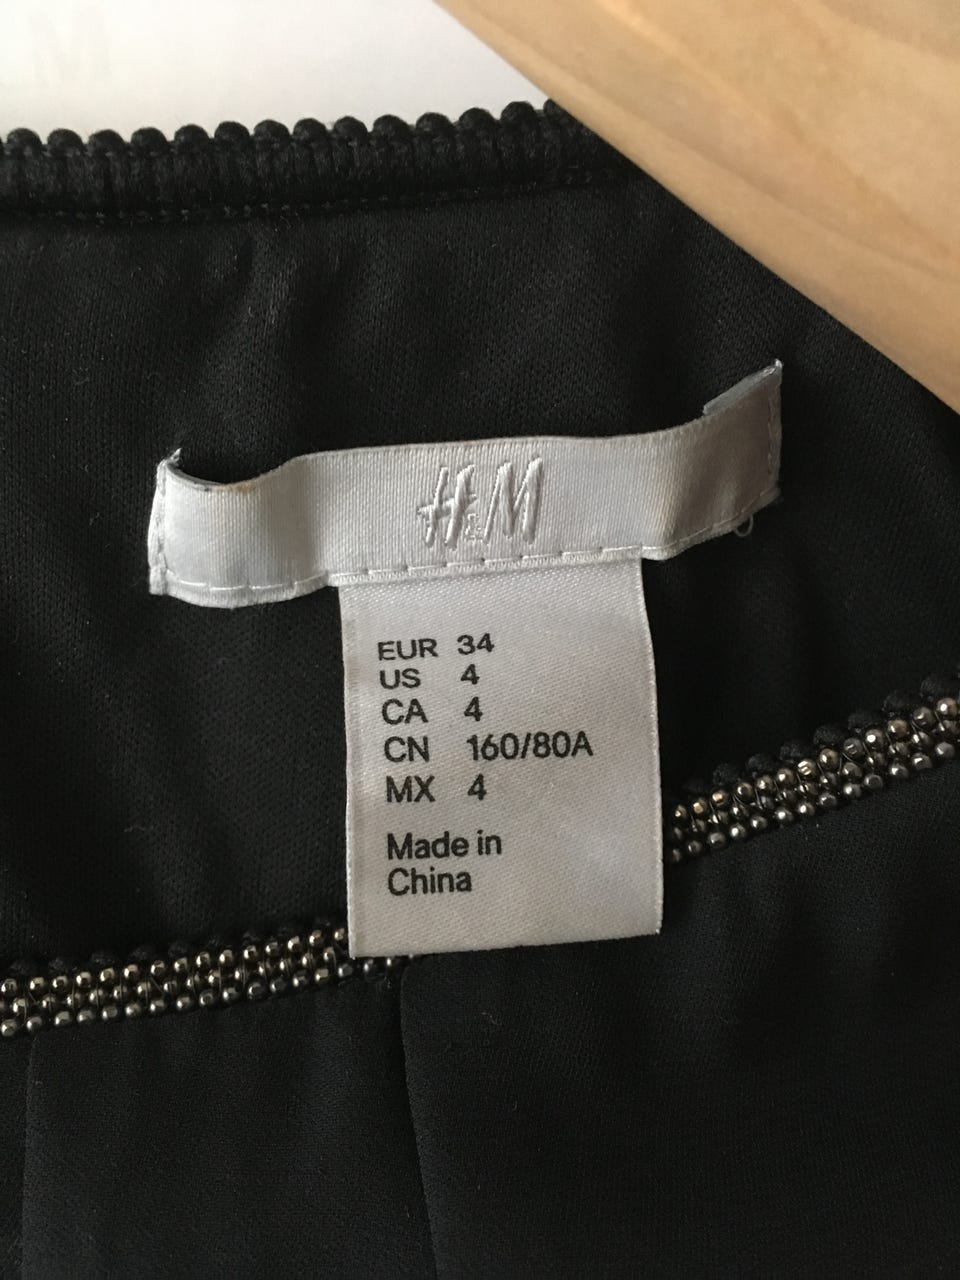 H&M
EUR 34
US 4
CA 4
CN 160/80A
MX 4
Made in
China